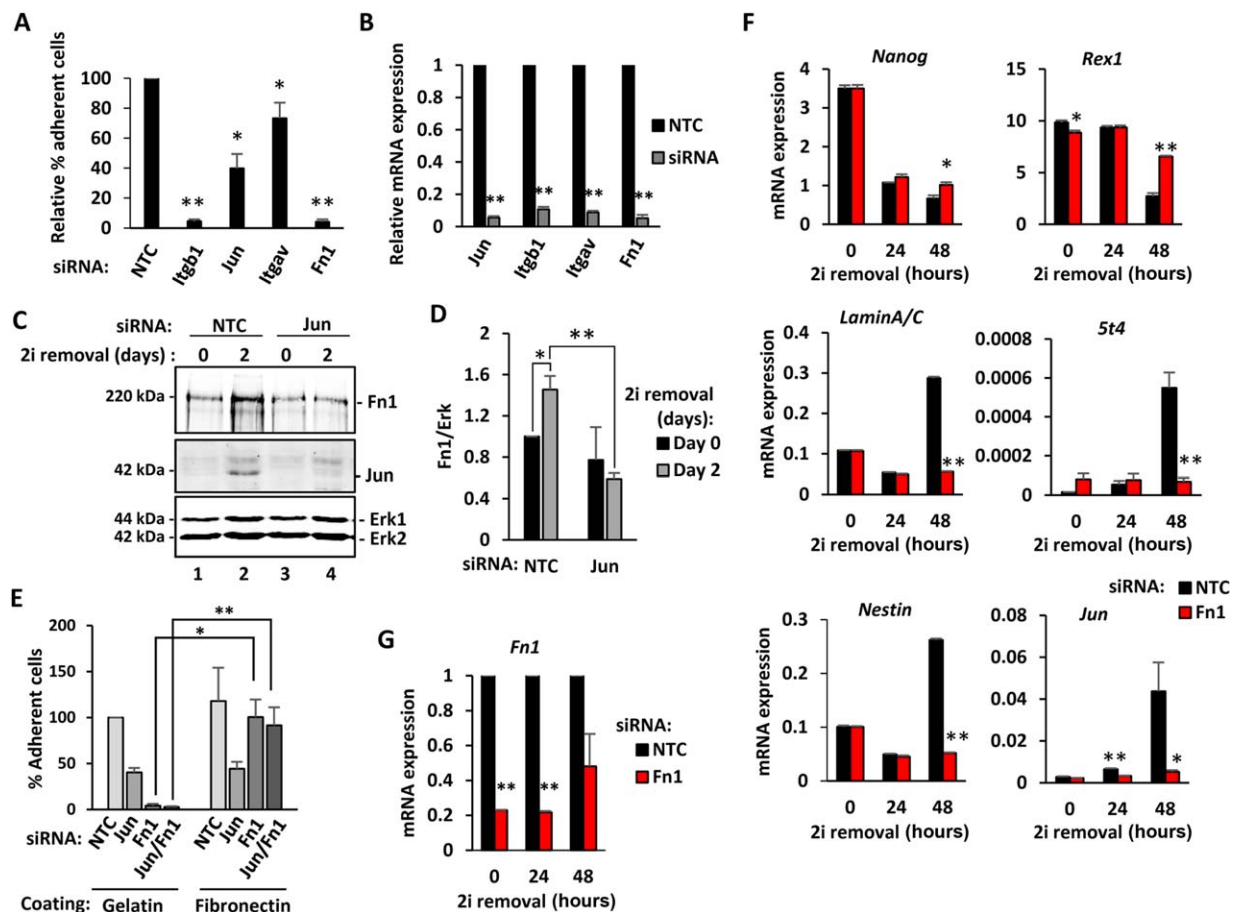 A
Relative % adherent cells
100
80
60
40
20
0
**
*
*
**
siRNA:
NTC
Itgb1
Jun
Itgav
Fn1
B
Relative mRNA expression
1
0.8
0.6
0.4
0.2
0
NTC
siRNA
**
**
**
**
Jun
Itgb1
Itgav
Fn1
C
siRNA: NTC Jun
2i removal (days) : 0 2 0 2
220 kDa - - Fn1
42 kDa - - Jun
44 kDa - - Erk1
42 kDa - - Erk2
1 2 3 4
D
Fn1/Erk
2
1.6
1.2
0.8
0.4
0
*
**
2i removal
(days):
Day 0
Day 2
siRNA: NTC Jun
E
% Adherent cells
200
150
100
50
0
*
**
siRNA:
NTC
Jun
Fn1
Jun/Fn1
NTC
Jun
Fn1
Jun/Fn1
Coating: Gelatin Fibronectin
G
Fn1
mRNA expression
1
0.8
0.6
0.4
0.2
0
**
**
siRNA:
NTC
Fn1
0 24 48
2i removal (hours)
F
Nanog
mRNA expression
4
3
2
1
0
*
0 24 48
2i removal (hours)
Rex1
15
10
5
0
*
**
0 24 48
2i removal (hours)
LaminA/C
mRNA expression
0.4
0.3
0.2
0.1
0
**
0 24 48
2i removal (hours)
5t4
0.0008
0.0006
0.0004
0.0002
0
**
0 24 48
2i removal (hours)
siRNA:
NTC
Fn1
Nestin
mRNA expression
0.3
0.2
0.1
0
**
0 24 48
2i removal (hours)
Jun
0.08
0.06
0.04
0.02
0
**
*
0 24 48
2i removal (hours)